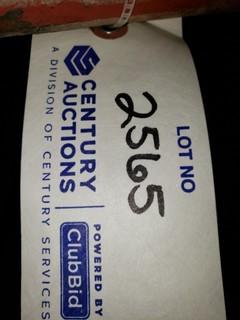 LOT NO
2565
CENTURY
AUCTIONS
A DIVISION OF CENTURY SERVICES
POWERED BY
ClubBid